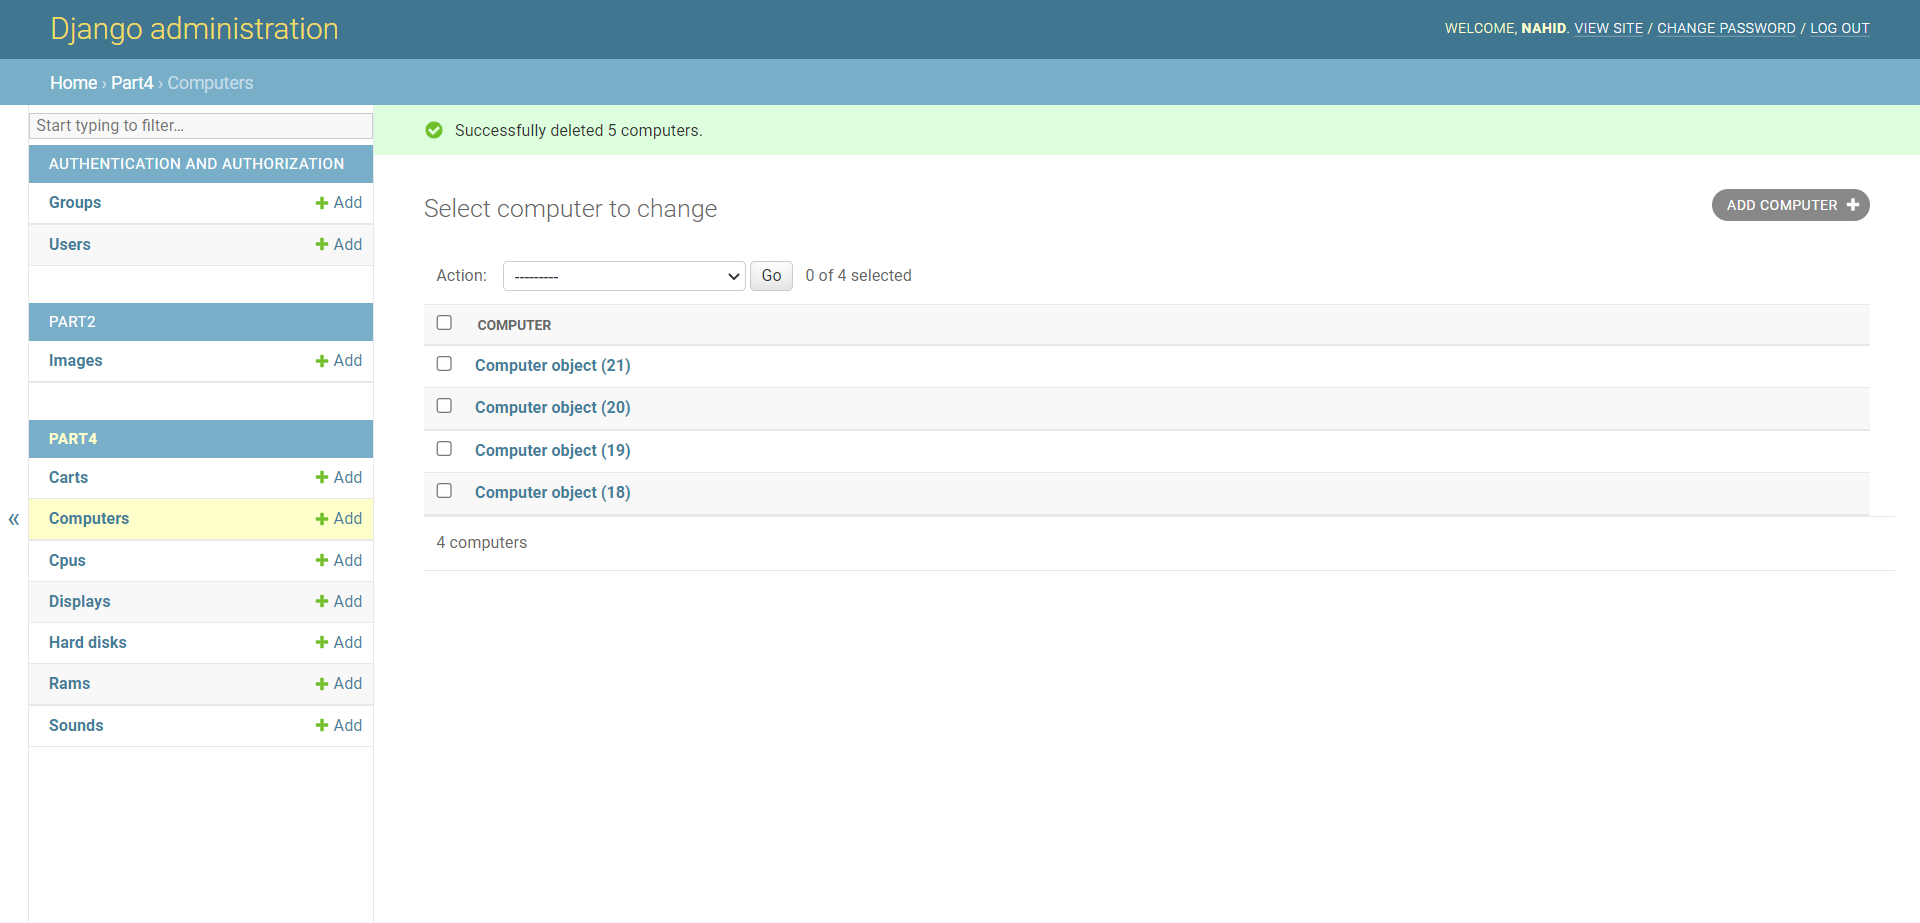 Django administration
WELCOME, NAHID. VIEW SITE / CHANGE PASSWORD / LOG OUT
Home › Part4 › Computers
Start typing to filter...
AUTHENTICATION AND AUTHORIZATION
Groups Add
Users Add
PART2
Images Add
PART4
Carts Add
Computers Add
Cpus Add
Displays Add
Hard disks Add
Rams Add
Sounds Add
«
Successfully deleted 5 computers.
Select computer to change
ADD COMPUTER
Action: --------- Go 0 of 4 selected
COMPUTER
Computer object (21)
Computer object (20)
Computer object (19)
Computer object (18)
4 computers